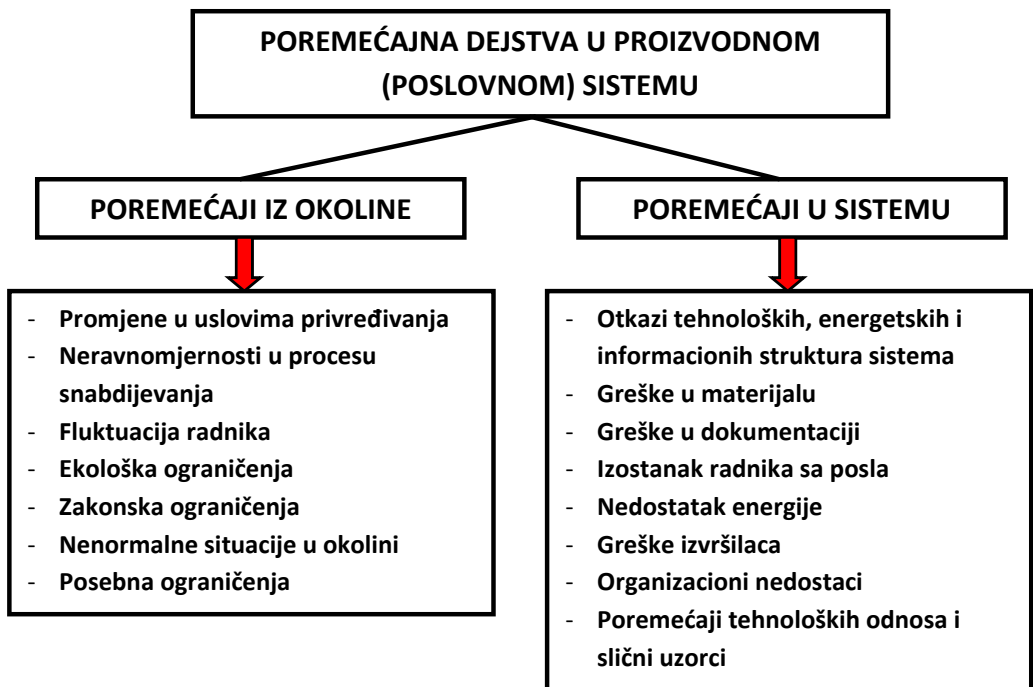 POREMEĆAJNA DEJSTVA U PROIZVODNOM
(POSLOVNOM) SISTEMU
POREMEĆAJI IZ OKOLINE
- Promjene u uslovima privređivanja
- Neravnomjernosti u procesu
snabdijevanja
- Fluktuacija radnika
- Ekološka ograničenja
- Zakonska ograničenja
- Nenormalne situacije u okolini
- Posebna ograničenja
POREMEĆAJI U SISTEMU
- Otkazi tehnoloških, energetskih i
informacionih struktura sistema
- Greške u materijalu
- Greške u dokumentaciji
- Izostanak radnika sa posla
- Nedostatak energije
- Greške izvršilaca
- Organizacioni nedostaci
- Poremećaji tehnoloških odnosa i
slični uzorci